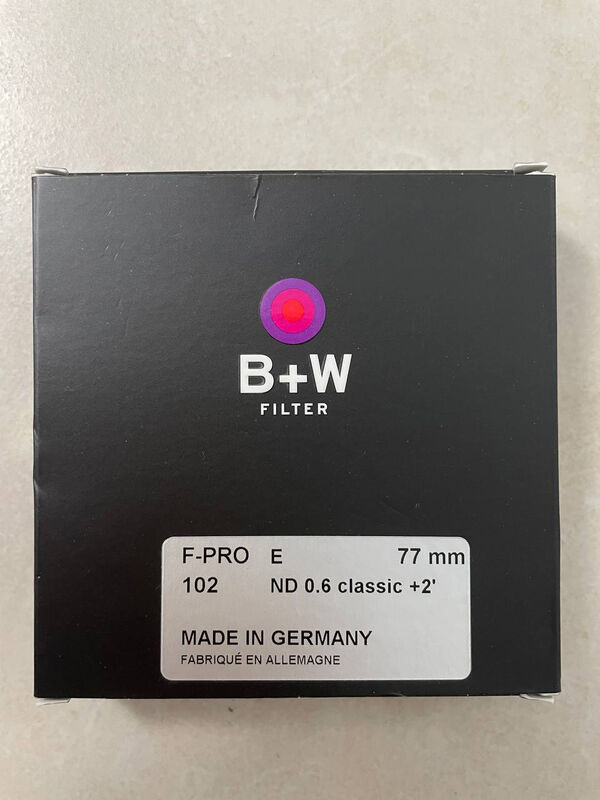 B+W
FILTER
F-PRO E 77 mm
102 ND 0.6 classic +2'
MADE IN GERMANY
FABRIQUÉ EN ALLEMAGNE